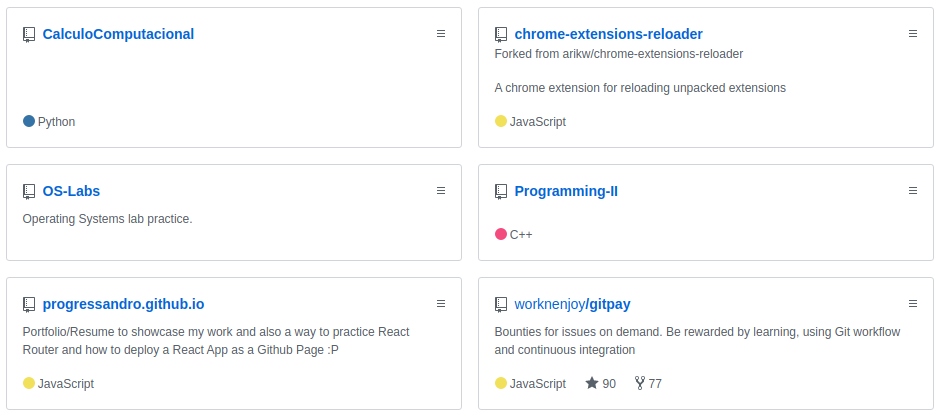 CalculoComputacional
Python
chrome-extensions-reloader
Forked from arikw/chrome-extensions-reloader
A chrome extension for reloading unpacked extensions
JavaScript
OS-Labs
Operating Systems lab practice.
Programming-II
C++
progressandro.github.io
Portfolio/Resume to showcase my work and also a way to practice React
Router and how to deploy a React App as a Github Page :P
JavaScript
worknenjoy/gitpay
Bounties for issues on demand. Be rewarded by learning, using Git workflow
and continuous integration
JavaScript 90 77